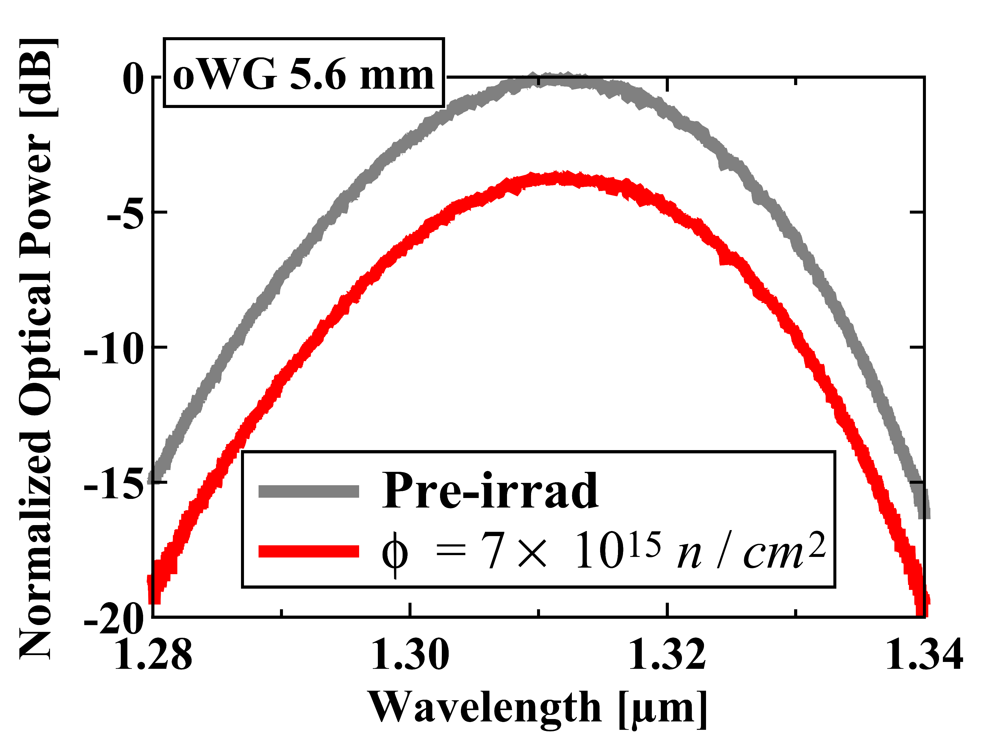 Normalized Optical Power [dB]
oWG 5.6 mm
0
-5
-10
-15
-20
Pre-irrad
ϕ = 7× 10¹⁵ n / cm²
1.28 1.30 1.32 1.34
Wavelength [µm]